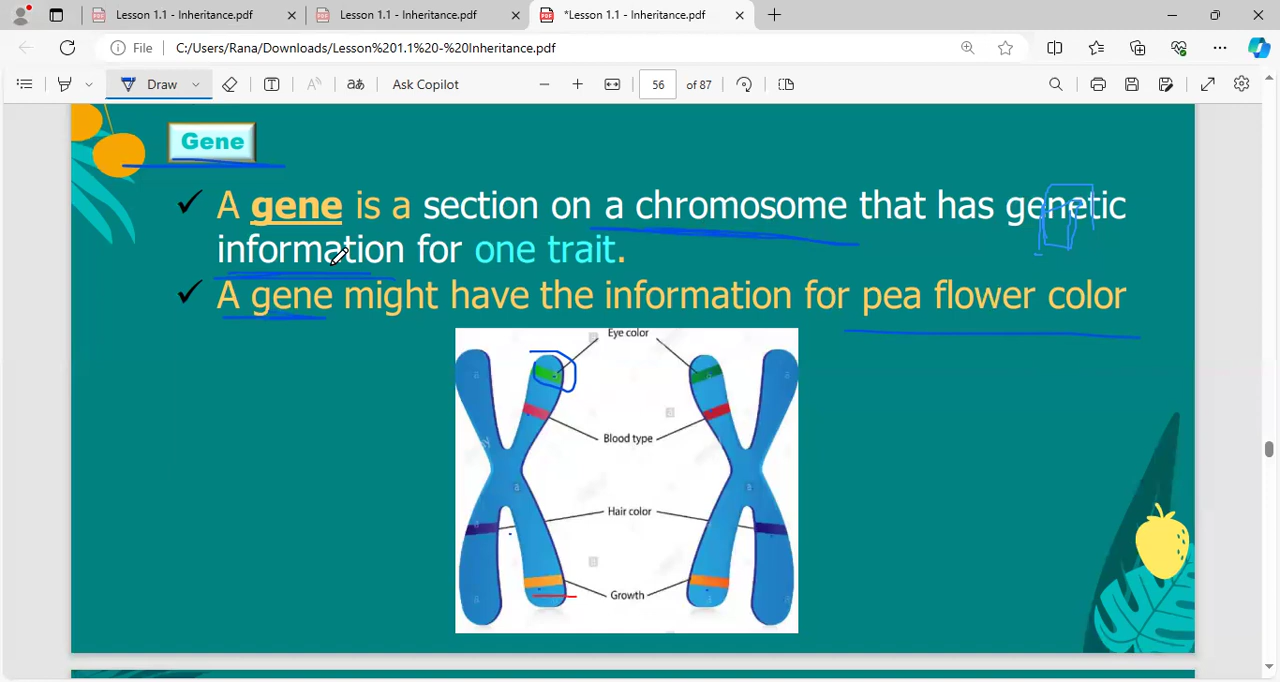 Lesson 1.1 - Inheritance.pdf
Lesson 1.1 - Inheritance.pdf
*Lesson 1.1 - Inheritance.pdf
File C:/Users/Rana/Downloads/Lesson%201.1%20-%20Inheritance.pdf
Draw
Ask Copilot
56 of 87
Gene
✓ A gene is a section on a chromosome that has genetic
information for one trait.
✓ A gene might have the information for pea flower color
Eye color
Blood type
Hair color
Growth